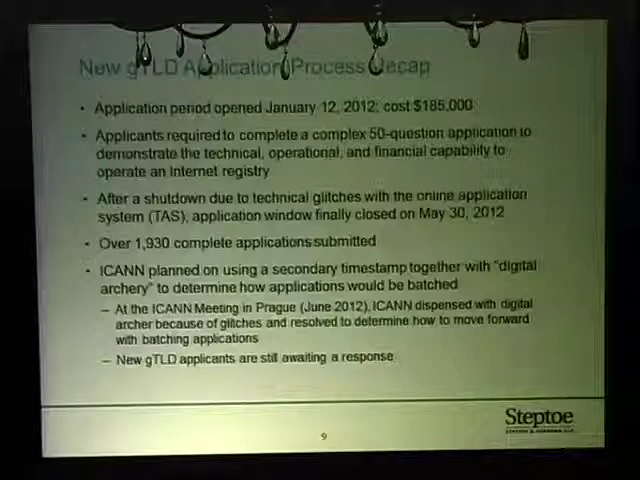 New gTLD Application Process Recap
• Application period opened January 12, 2012; cost $185,000
• Applicants required to complete a complex 50-question application to
demonstrate the technical, operational, and financial capability to
operate an Internet registry
• After a shutdown due to technical glitches with the online application
system (TAS), application window finally closed on May 30, 2012
• Over 1,930 complete applications submitted
• ICANN planned on using a secondary timestamp together with "digital
archery" to determine how applications would be batched
– At the ICANN Meeting in Prague (June 2012), ICANN dispensed with digital
archer because of glitches and resolved to determine how to move forward
with batching applications
– New gTLD applicants are still awaiting a response
Steptoe
STEPTOE & JOHNSON LLP
9